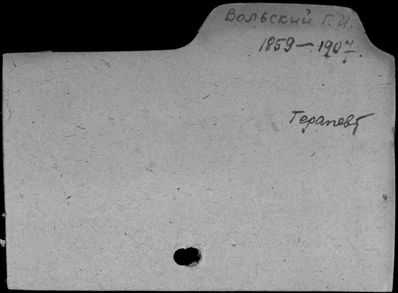 Вольский Г.И.
1859-1907.
Терапевт